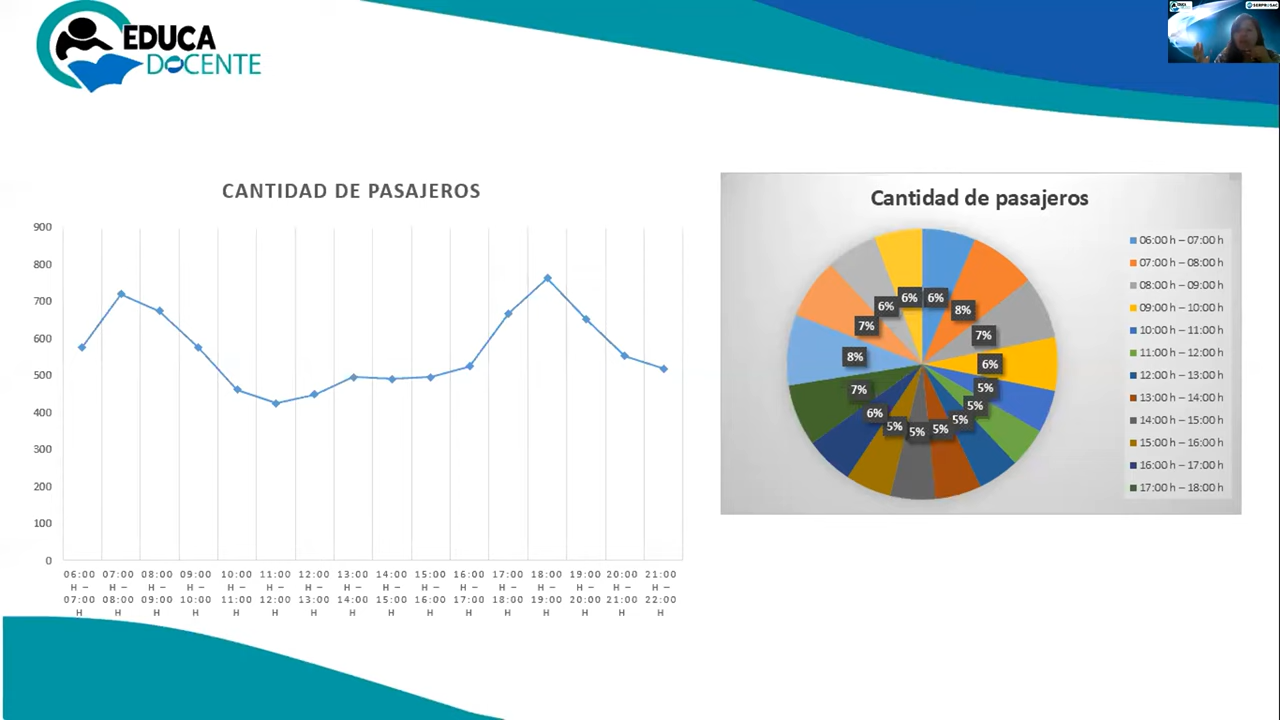 EDUCA
DOCENTE
CANTIDAD DE PASAJEROS
900
800
700
600
500
400
300
200
100
0
06:00 07:00 08:00 09:00 10:00 11:00 12:00 13:00 14:00 15:00 16:00 17:00 18:00 19:00 20:00 21:00
H – H – H – H – H – H – H – H – H – H – H – H – H – H – H – H –
07:00 08:00 09:00 10:00 11:00 12:00 13:00 14:00 15:00 16:00 17:00 18:00 19:00 20:00 21:00 22:00
H H H H H H H H H H H H H H H H
Cantidad de pasajeros
6%
8%
7%
6%
5%
5%
5%
5%
5%
5%
6%
7%
8%
7%
6%
6%
06:00 h – 07:00 h
07:00 h – 08:00 h
08:00 h – 09:00 h
09:00 h – 10:00 h
10:00 h – 11:00 h
11:00 h – 12:00 h
12:00 h – 13:00 h
13:00 h – 14:00 h
14:00 h – 15:00 h
15:00 h – 16:00 h
16:00 h – 17:00 h
17:00 h – 18:00 h